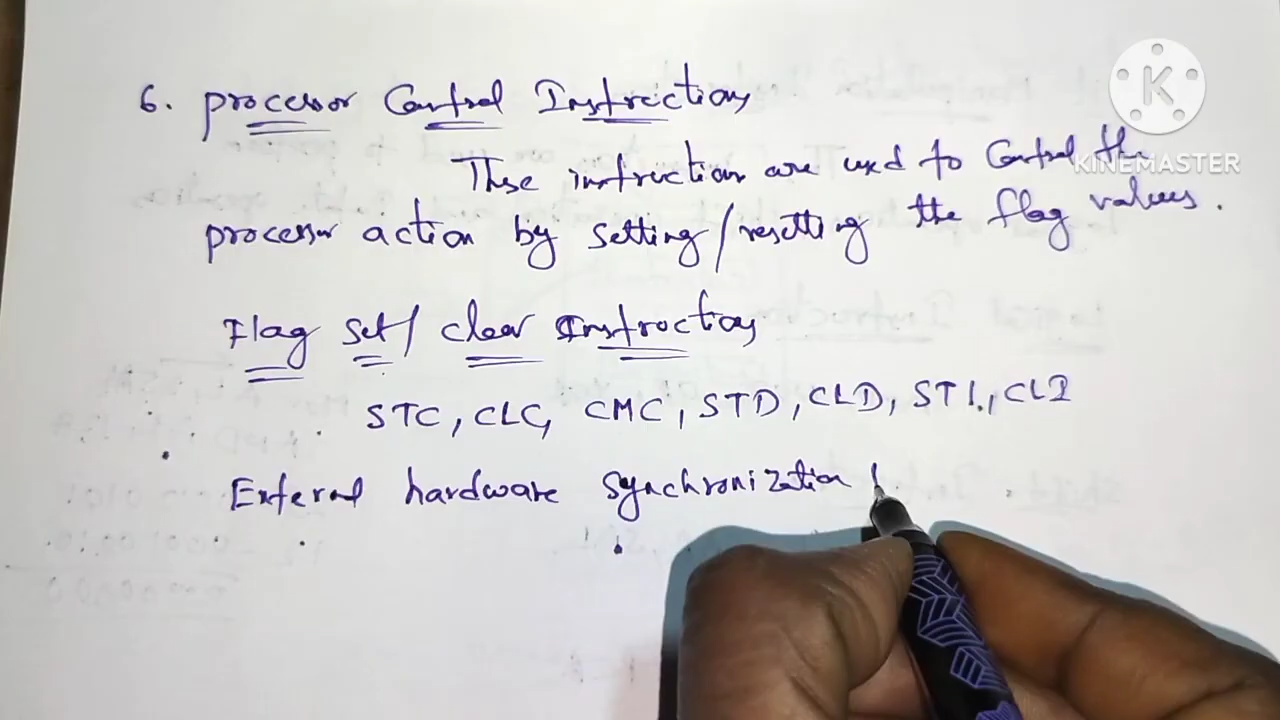 6. processor Control Instructions
These instruction are used to Control the
processor action by setting/resetting the flag values.
Flag set/ clear Instructions
STC, CLC, CMC, STD, CLD, STI, CLI
External hardware synchronization
K
KINEMASTER